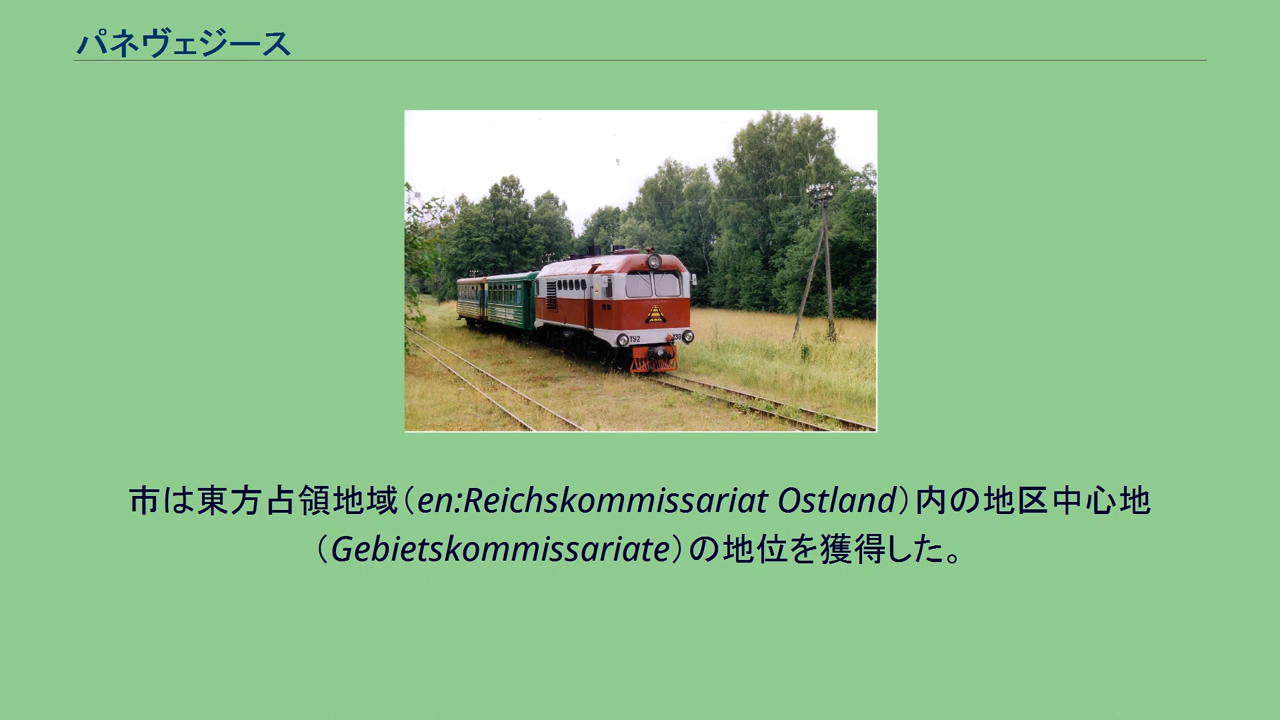 パネヴェジース
ТУ2
市は東方占領地域（en:Reichskommissariat Ostland）内の地区中心地
（Gebietskommissariate）の地位を獲得した。